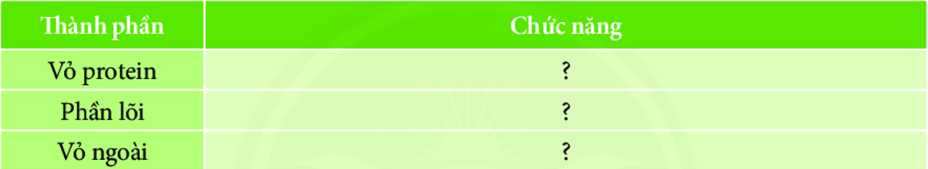 Thành phần Chức năng
Vỏ protein ?
Phần lõi ?
Vỏ ngoài ?